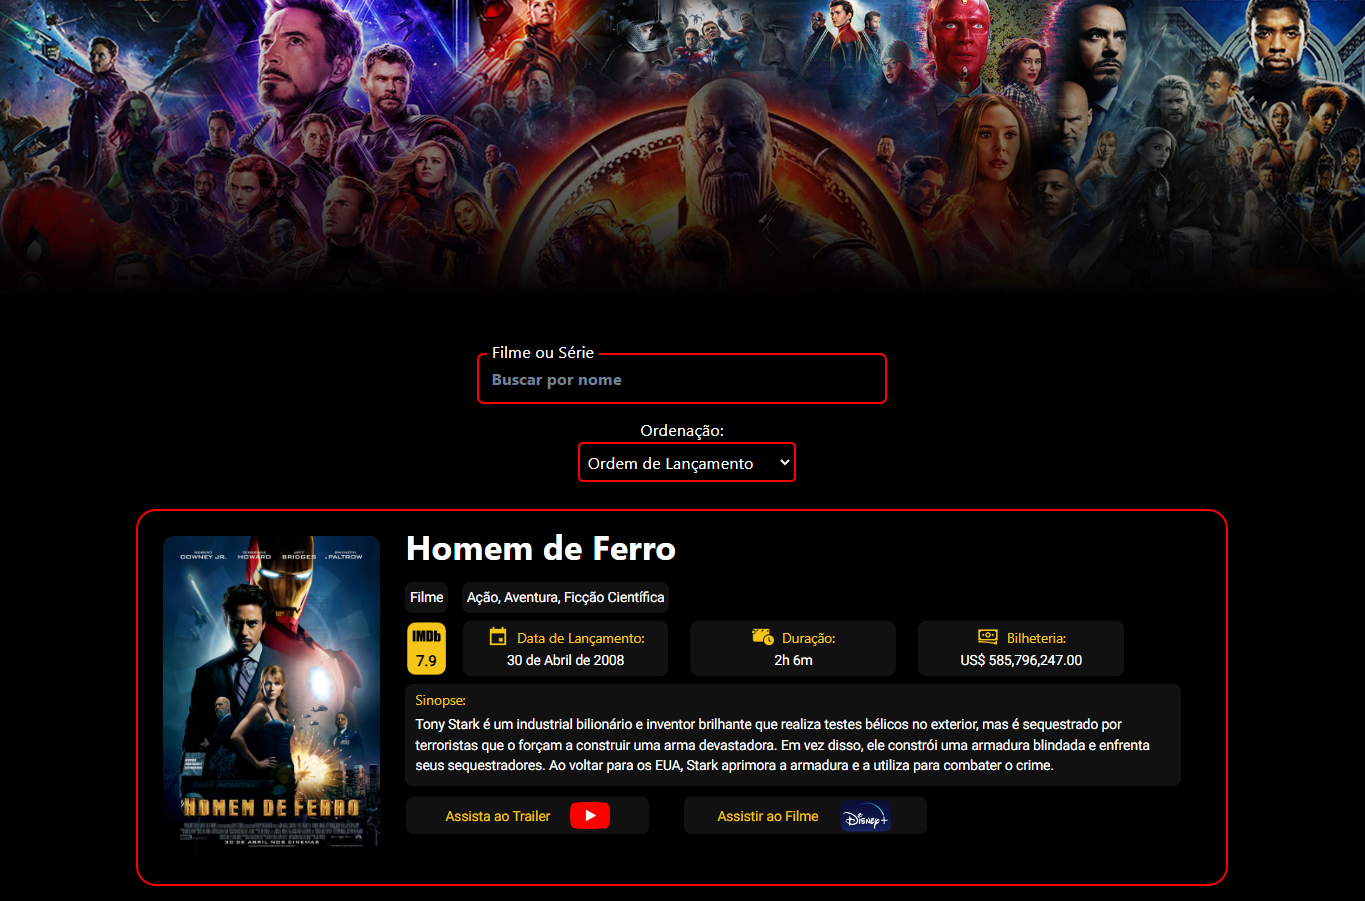 Filme ou Série
Buscar por nome
Ordenação:
Ordem de Lançamento
ROBERT DOWNEY JR. TERRENCE HOWARD JEFF BRIDGES GWYNETH PALTROW
HOMEM DE FERRO
30 DE ABRIL NOS CINEMAS
Homem de Ferro
Filme
Ação, Aventura, Ficção Científica
IMDb
7.9
Data de Lançamento:
30 de Abril de 2008
Duração:
2h 6m
Bilheteria:
US$ 585,796,247.00
Sinopse:
Tony Stark é um industrial bilionário e inventor brilhante que realiza testes bélicos no exterior, mas é sequestrado por
terroristas que o forçam a construir uma arma devastadora. Em vez disso, ele constrói uma armadura blindada e enfrenta
seus sequestradores. Ao voltar para os EUA, Stark aprimora a armadura e a utiliza para combater o crime.
Assista ao Trailer
Assistir ao Filme
Disney+